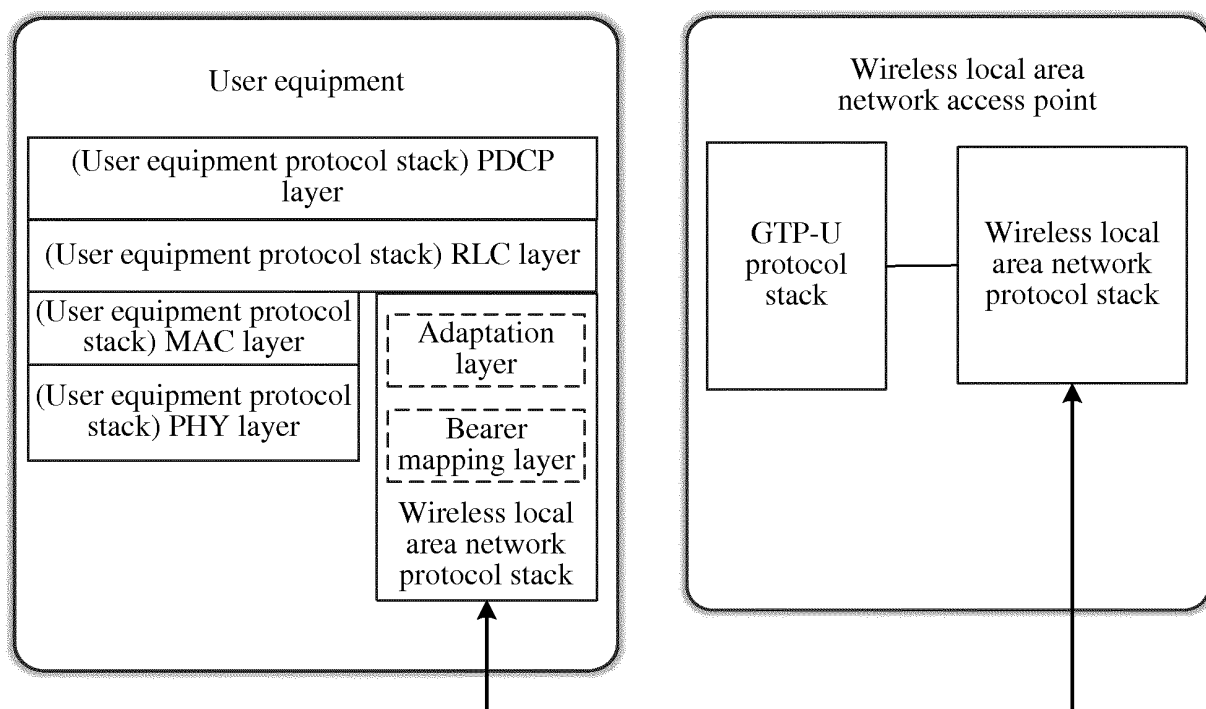 User equipment
(User equipment protocol stack) PDCP
layer
(User equipment protocol stack) RLC layer
(User equipment protocol
stack) MAC layer
(User equipment protocol
stack) PHY layer
Adaptation
layer
Bearer
mapping layer
Wireless local
area network
protocol stack
Wireless local area
network access point
GTP-U
protocol
stack
Wireless local
area network
protocol stack